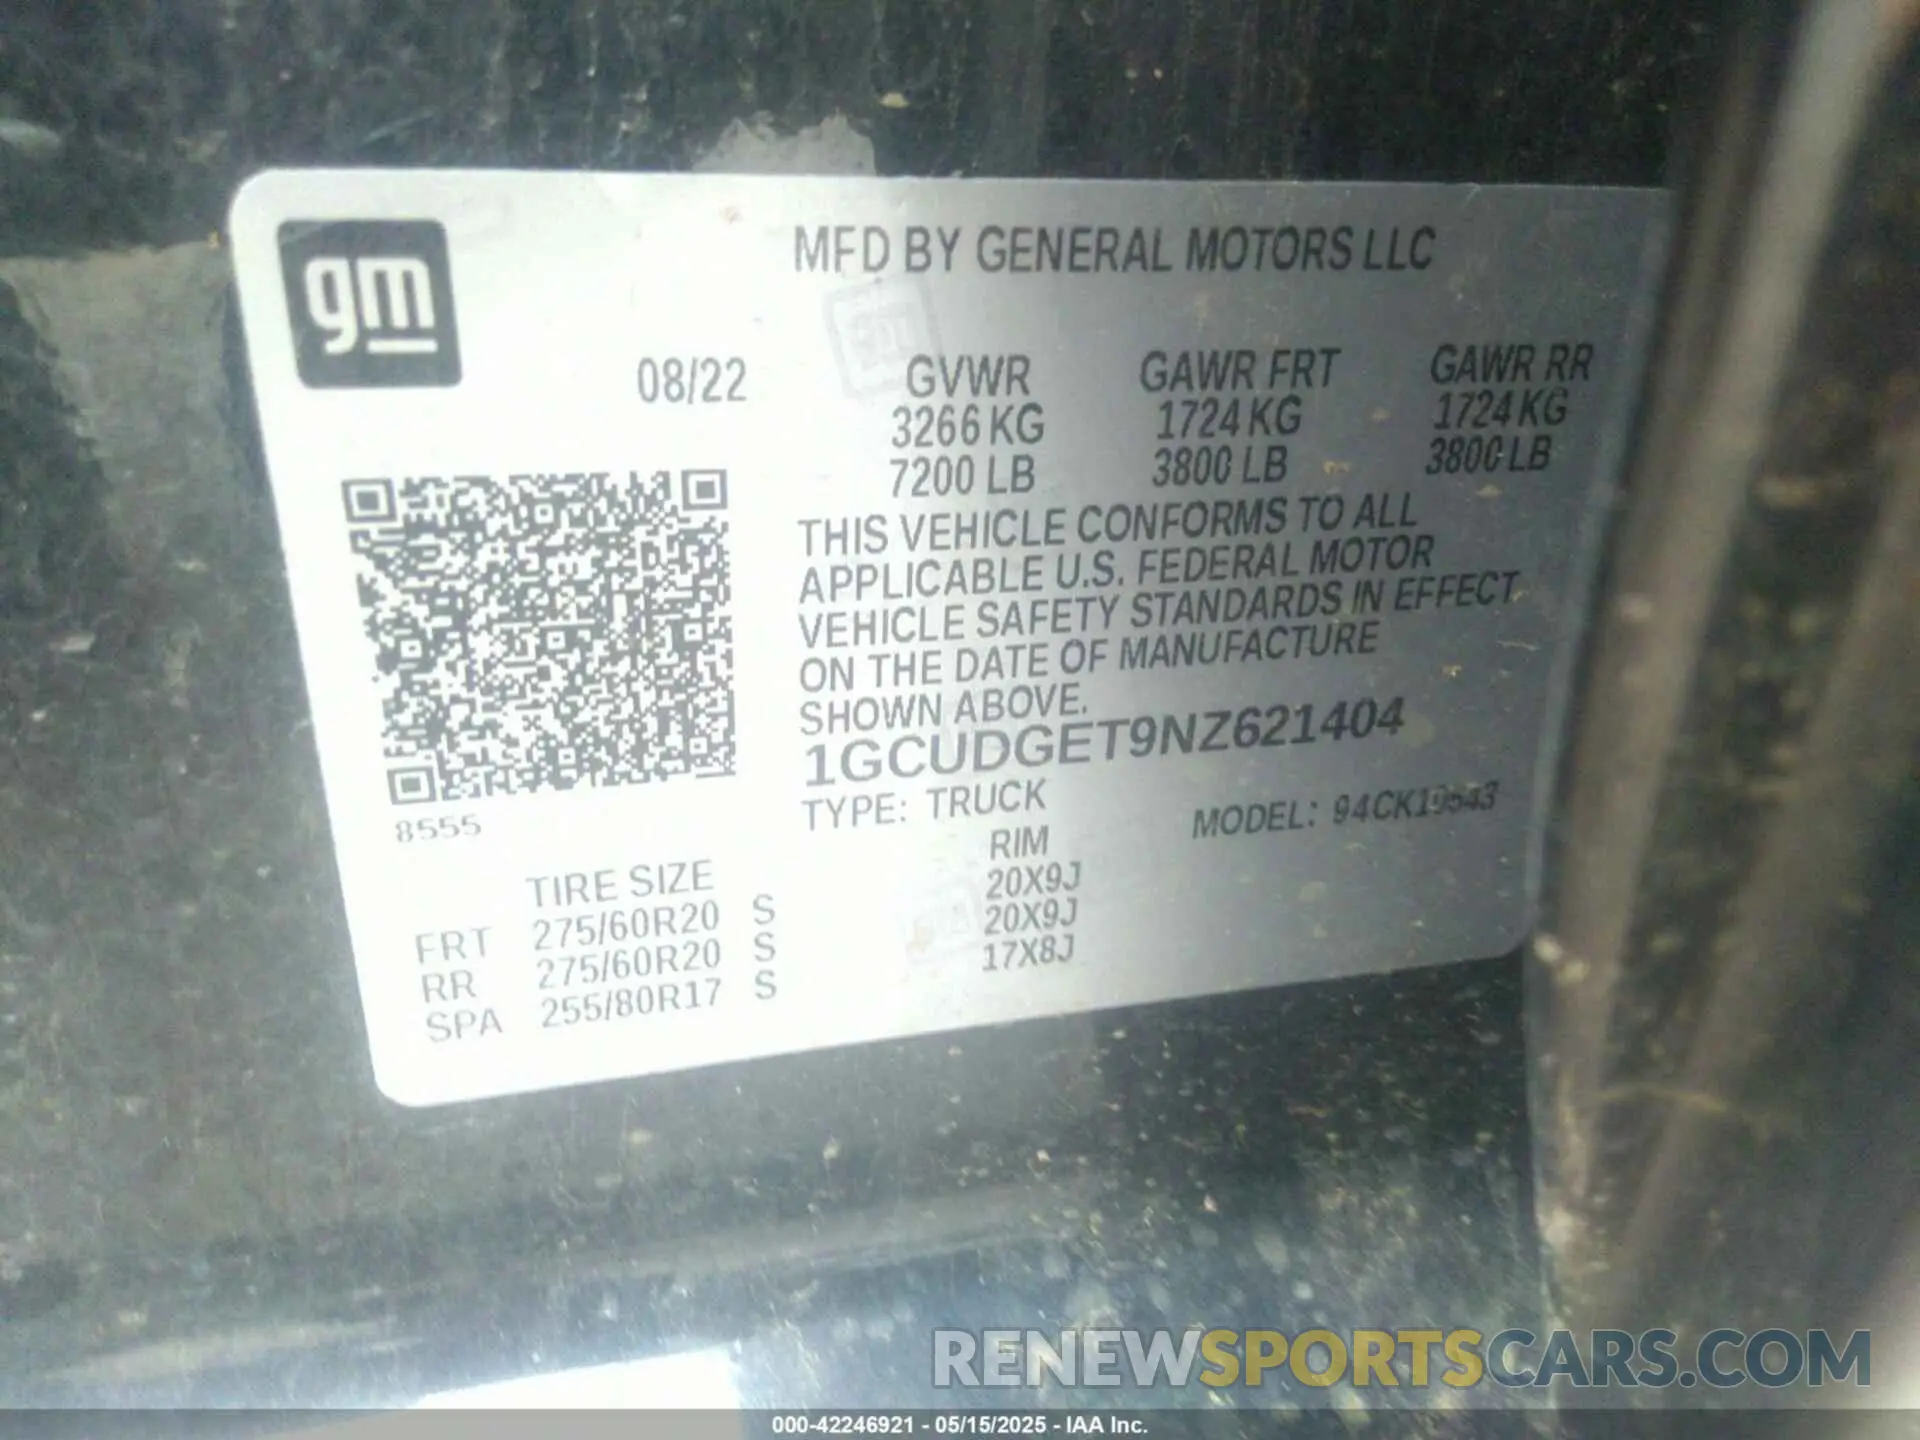 gm
MFD BY GENERAL MOTORS LLC
08/22
GVWR GAWR FRT GAWR RR
3266 KG 1724 KG 1724 KG
7200 LB 3800 LB 3800 LB
THIS VEHICLE CONFORMS TO ALL
APPLICABLE U.S. FEDERAL MOTOR
VEHICLE SAFETY STANDARDS IN EFFECT
ON THE DATE OF MANUFACTURE
SHOWN ABOVE.
1GCUDGET9NZ621404
TYPE: TRUCK MODEL: 94CK10543
8555
TIRE SIZE RIM
FRT 275/60R20 S 20X9J
RR 275/60R20 S 20X9J
SPA 255/80R17 S 17X8J
RENEWSPORTSCARS.COM
000-42246921 - 05/15/2025 - IAA Inc.